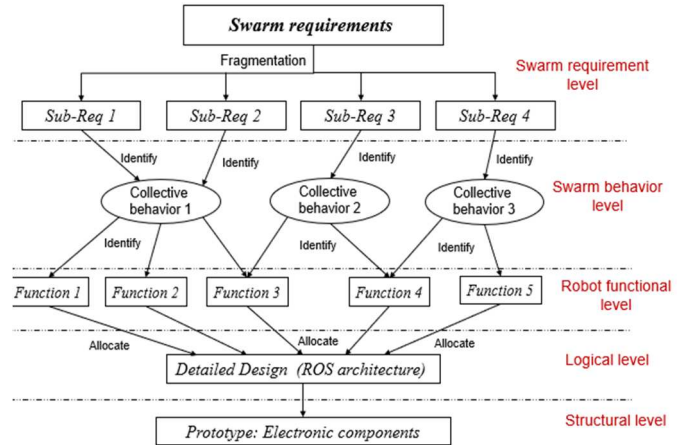 Swarm requirements
Fragmentation
Swarm requirement
level
Sub-Req 1
Sub-Req 2
Sub-Req 3
Sub-Req 4
Identify
Identify
Identify
Identify
Collective
behavior 1
Collective
behavior 2
Collective
behavior 3
Swarm behavior
level
Identify
Identify
Identify
Function 1
Function 2
Function 3
Function 4
Function 5
Robot functional
level
Allocate
Allocate
Allocate
Detailed Design (ROS architecture)
Logical level
Prototype: Electronic components
Structural level